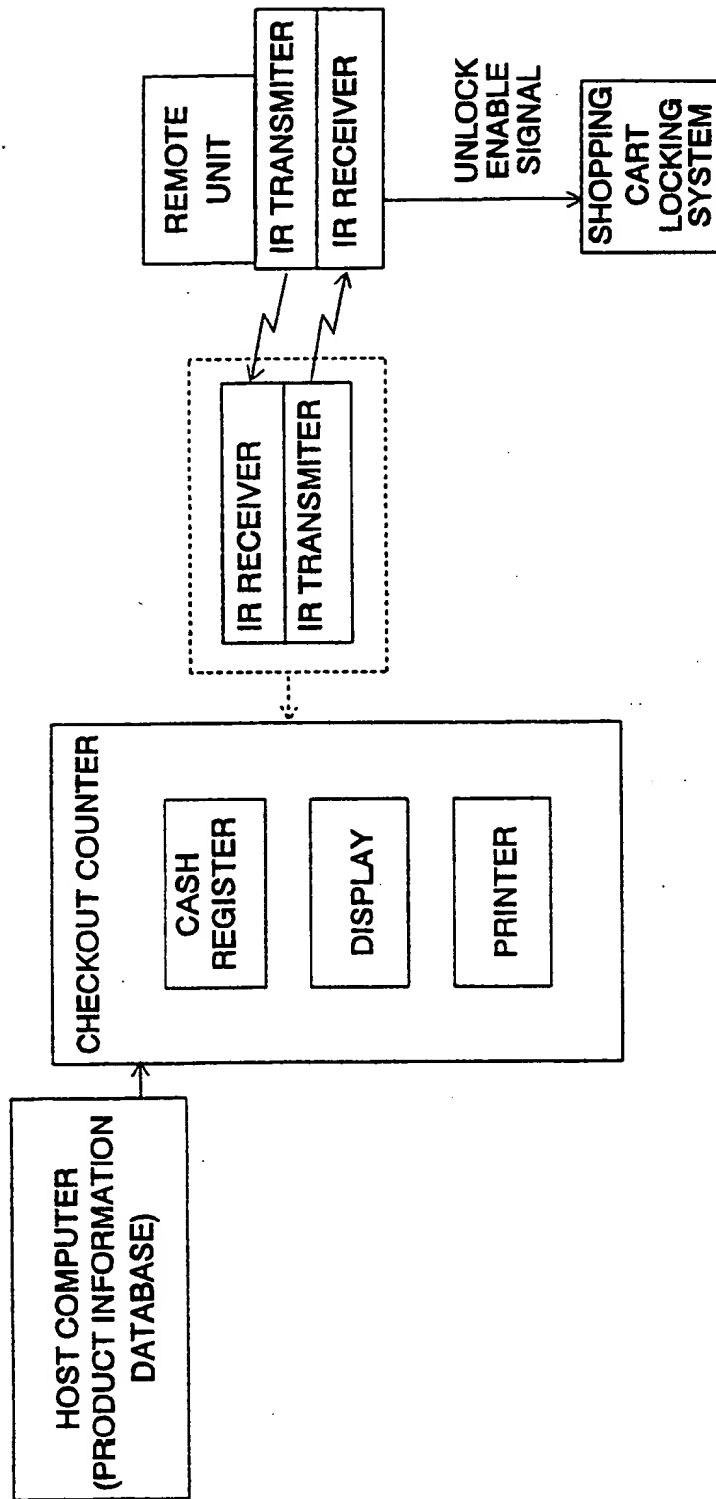 HOST COMPUTER
(PRODUCT INFORMATION
DATABASE)
CHECKOUT COUNTER
CASH
REGISTER
DISPLAY
PRINTER
IR RECEIVER
IR TRANSMITER
REMOTE
UNIT
IR TRANSMITER
IR RECEIVER
UNLOCK
ENABLE
SIGNAL
SHOPPING
CART
LOCKING
SYSTEM